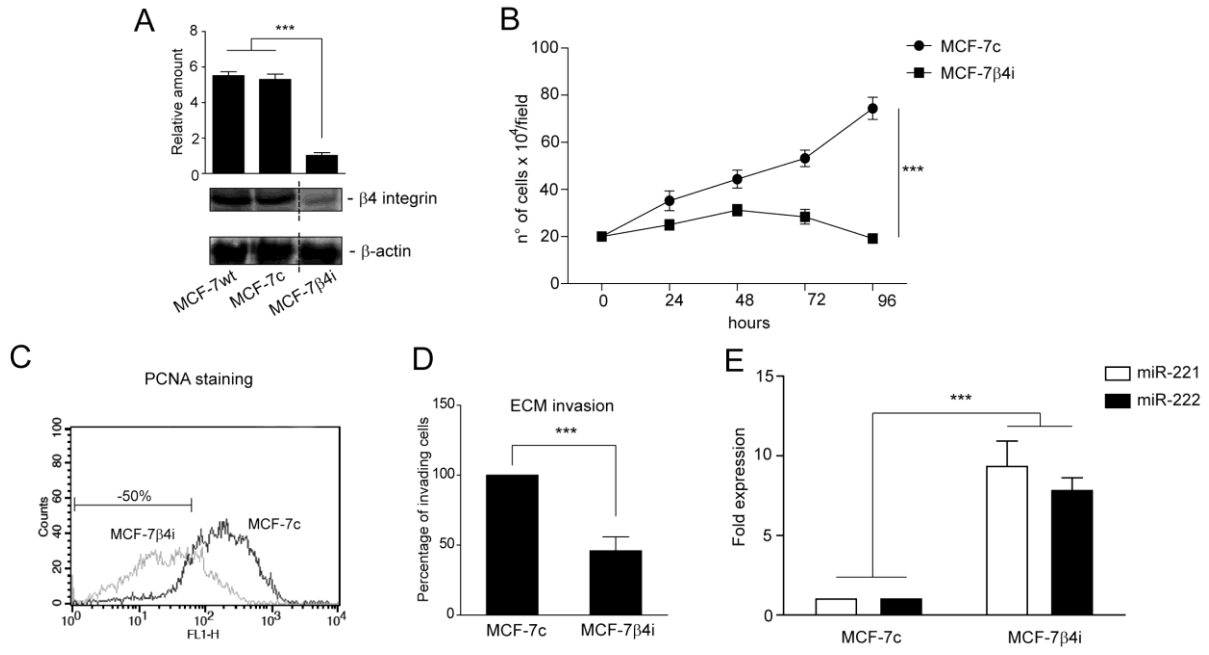 A
***
Relative amount
8
6
4
2
0
- β4 integrin
- β-actin
MCF-7wt
MCF-7c
MCF-7β4i
B
MCF-7c
MCF-7β4i
n° of cells x 10⁴/field
100
80
60
40
20
0
***
0 24 48 72 96
hours
C
PCNA staining
Counts
100
80
60
40
20
0
-50%
MCF-7β4i
MCF-7c
10⁰ 10¹ 10² 10³ 10⁴
FL1-H
D
ECM invasion
Percentage of invading cells
150
100
50
0
***
MCF-7c MCF-7β4i
E
miR-221
miR-222
Fold expression
15
10
5
0
***
MCF-7c MCF-7β4i